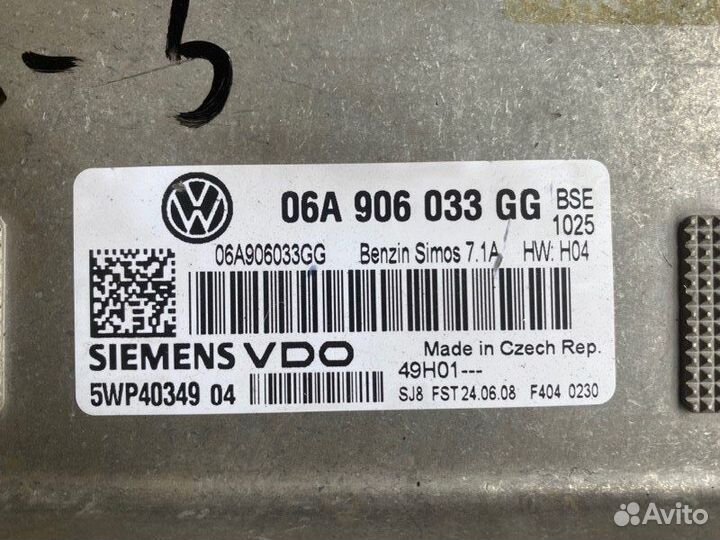 - 5
06A 906 033 GG BSE
1025
06A906033GG Benzin Simos 7.1A HW: H04
SIEMENS VDO Made in Czech Rep.
49H01---
5WP40349 04 SJ8 FST 24.06.08 F404 0230
Avito